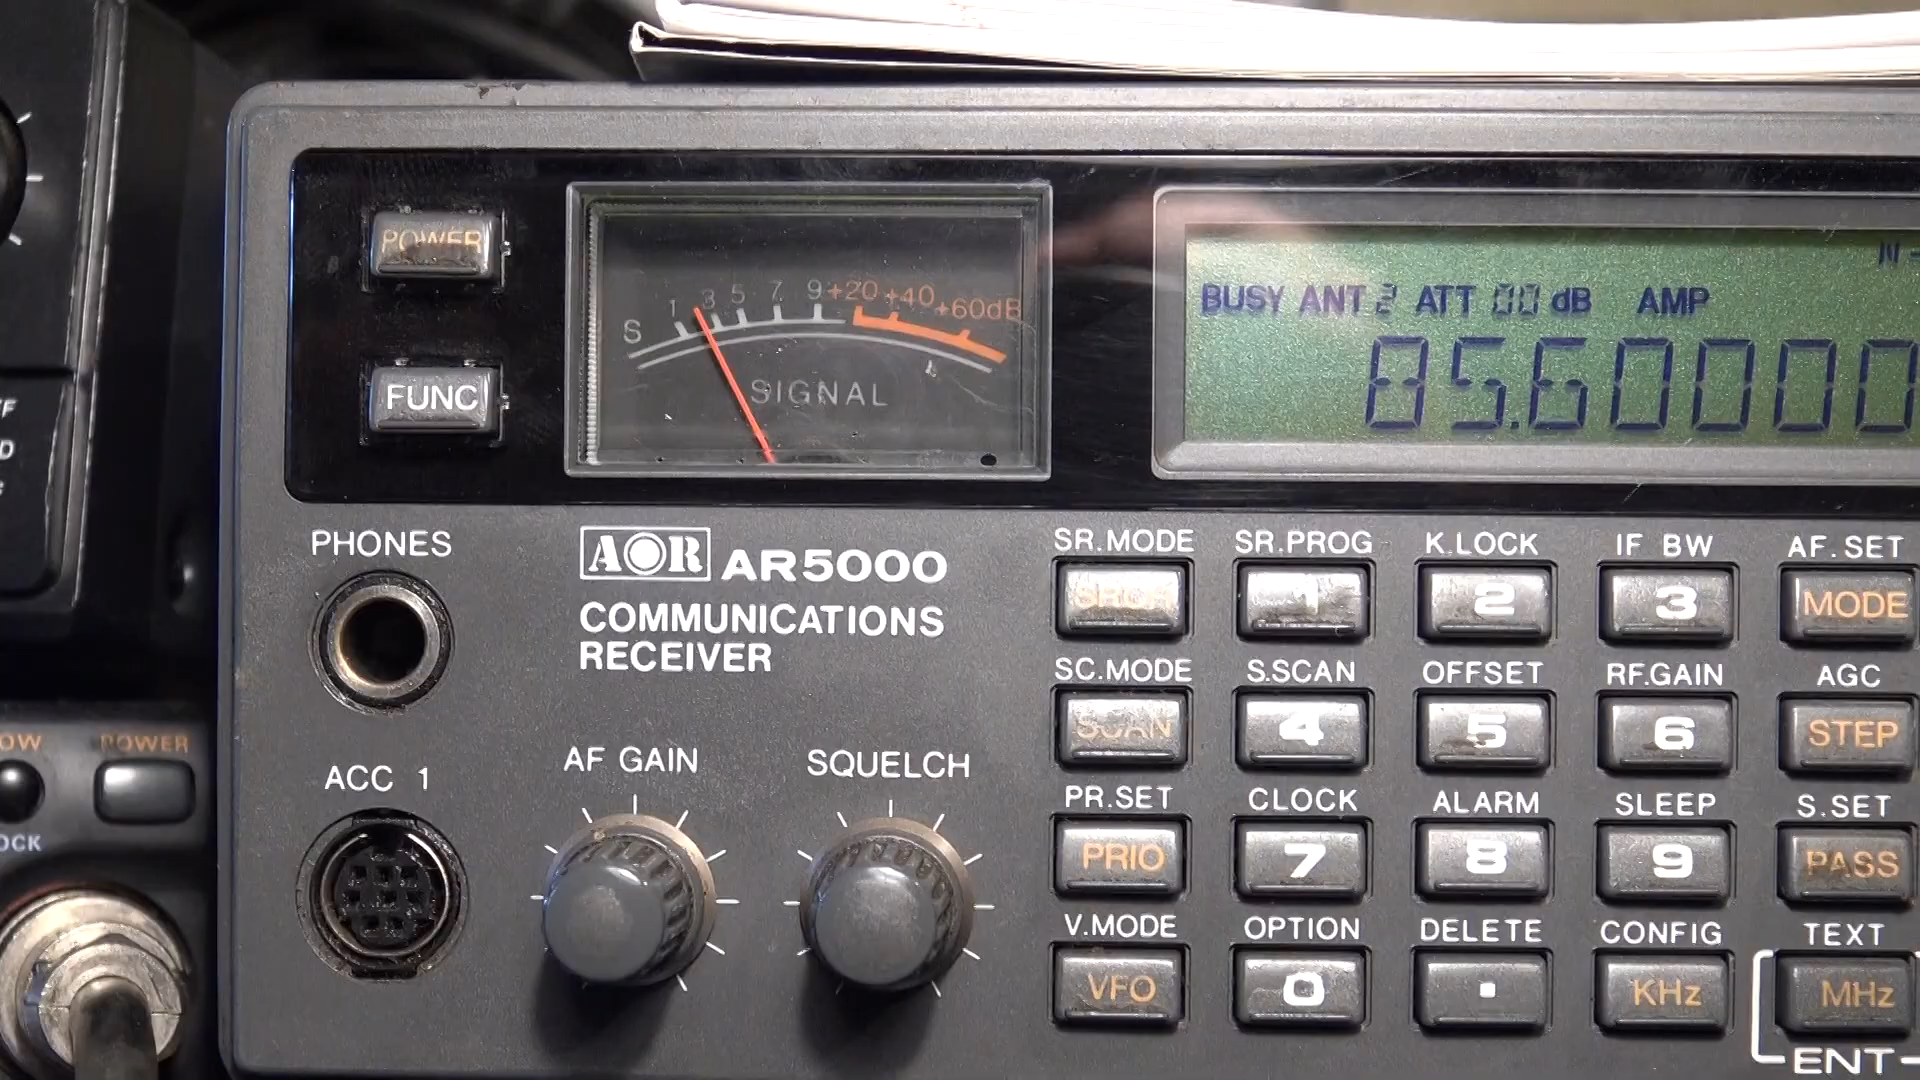 POWER
FUNC
S 1 3 5 7 9 +20 +40 +60dB
SIGNAL
BUSY ANT 2 ATT 00 dB AMP
85.60000
PHONES
AOR AR5000
COMMUNICATIONS
RECEIVER
ACC 1
AF GAIN
SQUELCH
SR.MODE SR.PROG K.LOCK IF BW AF.SET
1 2 3 MODE
SC.MODE S.SCAN OFFSET RF.GAIN AGC
SCAN 4 5 6 STEP
PR.SET CLOCK ALARM SLEEP S.SET
PRIO 7 8 9 PASS
V.MODE OPTION DELETE CONFIG TEXT
VFO 0 . KHz MHz
ENT
POWER